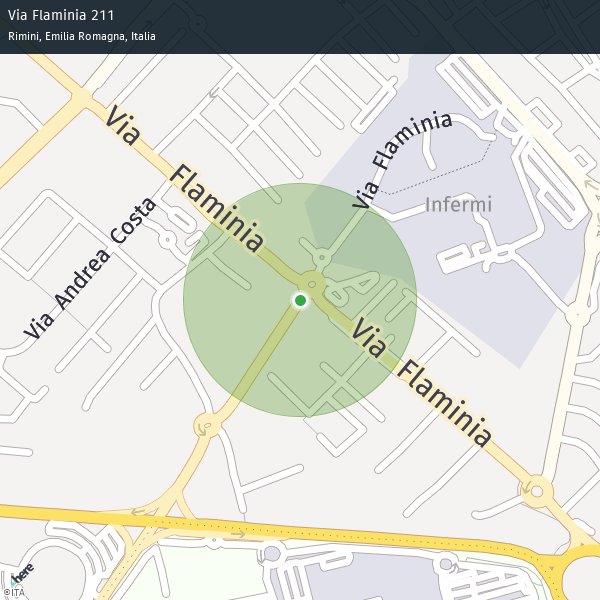 Via Flaminia 211
Rimini, Emilia Romagna, Italia
Via Flaminia
Via Flaminia
Via Andrea Costa
Infermi
Via Flaminia
here
©ITA